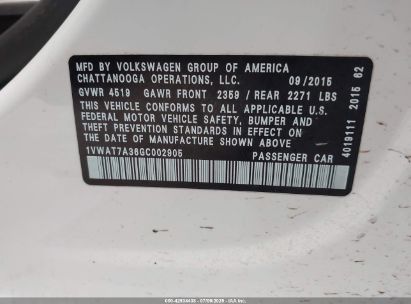 MFD BY VOLKSWAGEN GROUP OF AMERICA
CHATTANOOGA OPERATIONS, LLC. 09/2015
GVWR 4519 GAWR FRONT 2359 / REAR 2271 LBS
THIS VEHICLE CONFORMS TO ALL APPLICABLE U.S.
FEDERAL MOTOR VEHICLE SAFETY, BUMPER AND
THEFT PREVENTION STANDARDS IN EFFECT ON
THE DATE OF MANUFACTURE SHOWN ABOVE
1VWAT7A36GC002905 PASSENGER CAR
4019111 2015 62